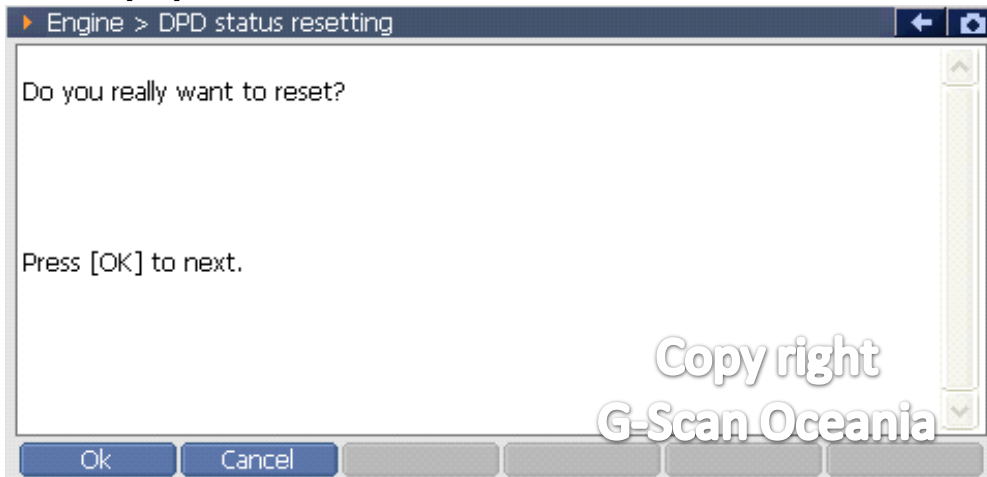 Engine > DPD status resetting
Do you really want to reset?
Press [OK] to next.
Copy right
G-Scan Oceania
Ok Cancel